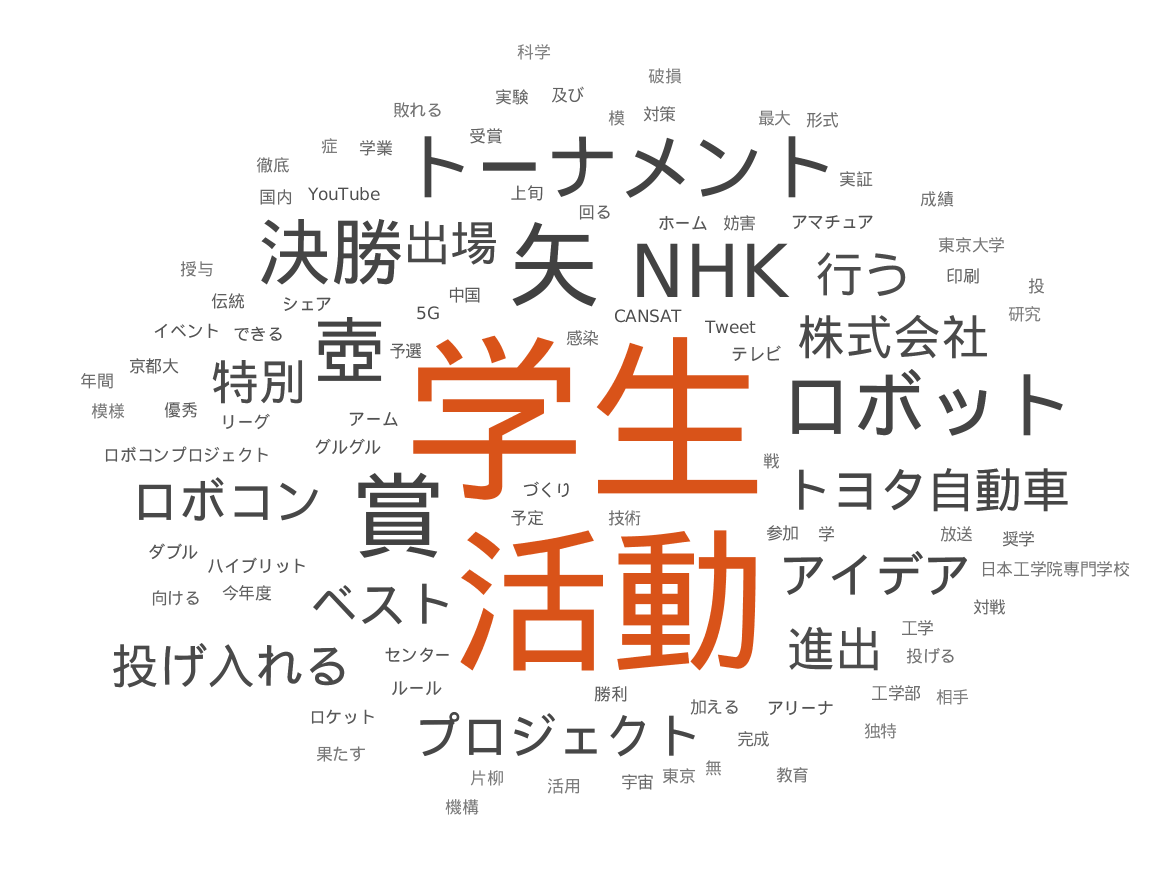 科学
破損
実験
及び
敗れる
模
対策
最大
形式
受賞
症
学業
トーナメント
徹底
実証
国内
YouTube
上旬
成績
回る
ホーム
妨害
アマチュア
決勝
出場
矢
NHK
行う
東京大学
授与
印刷
投
伝統
シェア
中国
5G
CANSAT
研究
イベント
できる
壺
予選
感染
Tweet
テレビ
株式会社
京都大
年間
特別
学生
ロボット
模様
優秀
リーグ
アーム
グルグル
ロボコンプロジェクト
戦
ロボコン
賞
づくり
トヨタ自動車
予定
技術
参加
学
放送
奨学
ダブル
ハイブリット
活動
アイデア
日本工学院専門学校
向ける
今年度
ベスト
対戦
進出
工学
投げる
投げ入れる
センター
ルール
勝利
加える
アリーナ
工学部
相手
ロケット
プロジェクト
完成
独特
果たす
片柳
活用
宇宙
東京
無
教育
機構